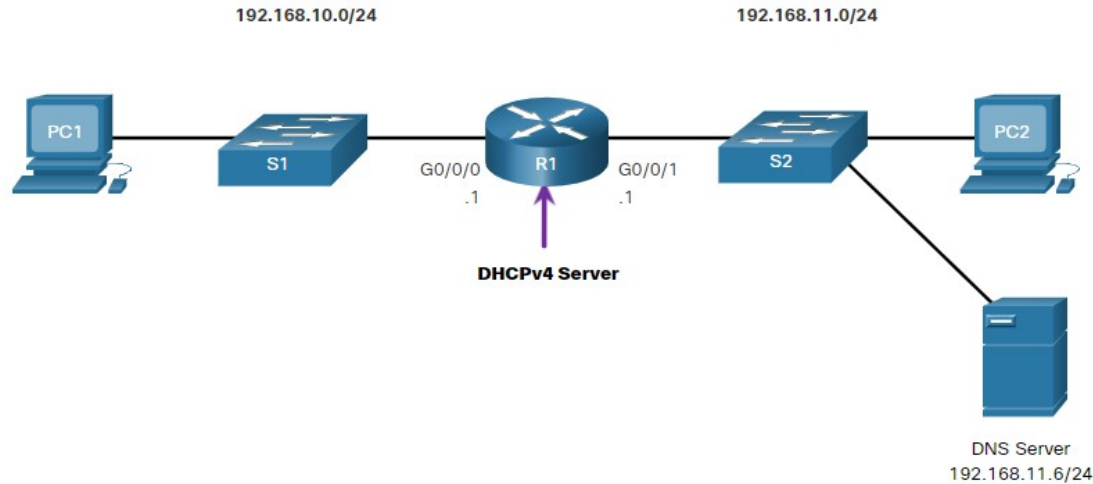 192.168.10.0/24
192.168.11.0/24
PC1
S1
G0/0/0
.1
R1
G0/0/1
.1
S2
PC2
DHCPv4 Server
DNS Server
192.168.11.6/24